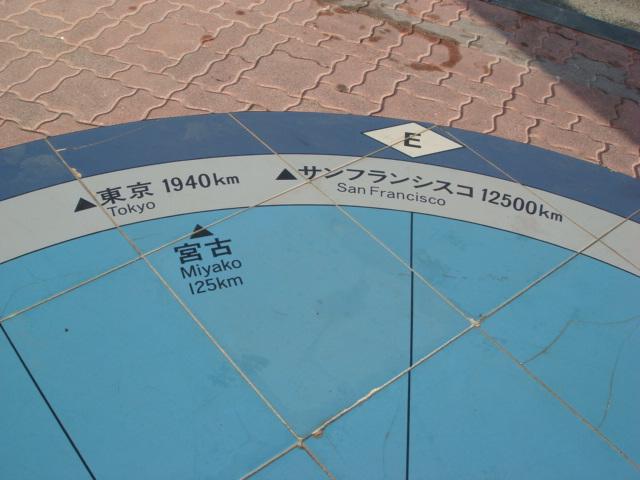 E
東京 1940km
Tokyo
サンフランシスコ 12500km
San Francisco
宮古
Miyako
125km